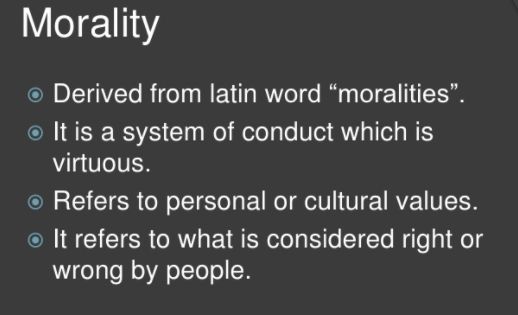 Morality
Derived from latin word “moralities”.
It is a system of conduct which is
virtuous.
Refers to personal or cultural values.
It refers to what is considered right or
wrong by people.